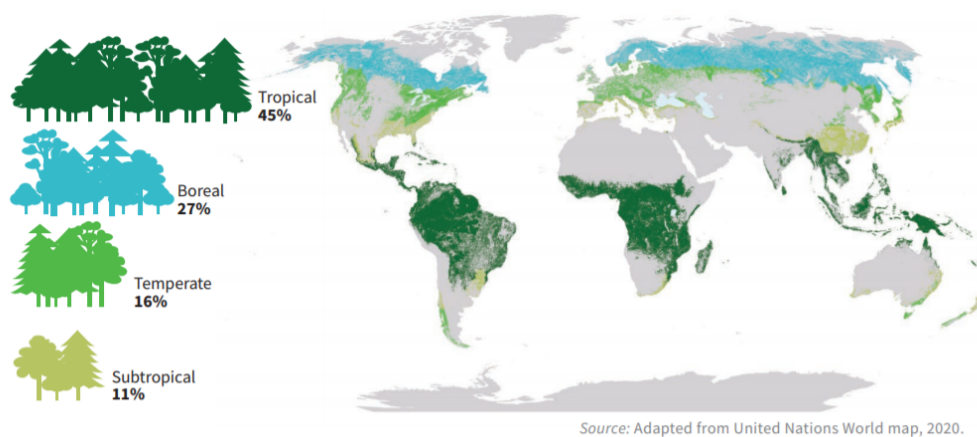 Tropical
45%
Boreal
27%
Temperate
16%
Subtropical
11%
Source: Adapted from United Nations World map, 2020.